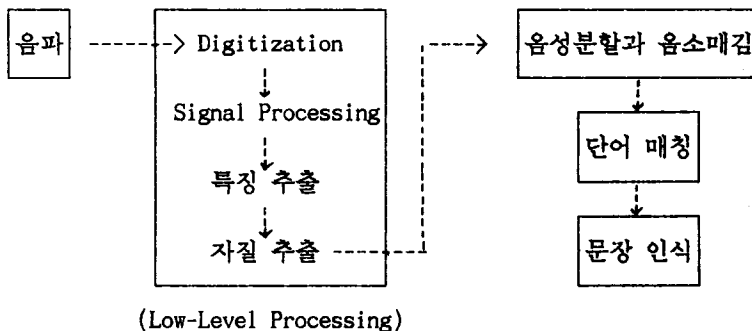 음파
Digitization
Signal Processing
특징 추출
자질 추출
(Low-Level Processing)
음성분할과 음소매김
단어 매칭
문장 인식